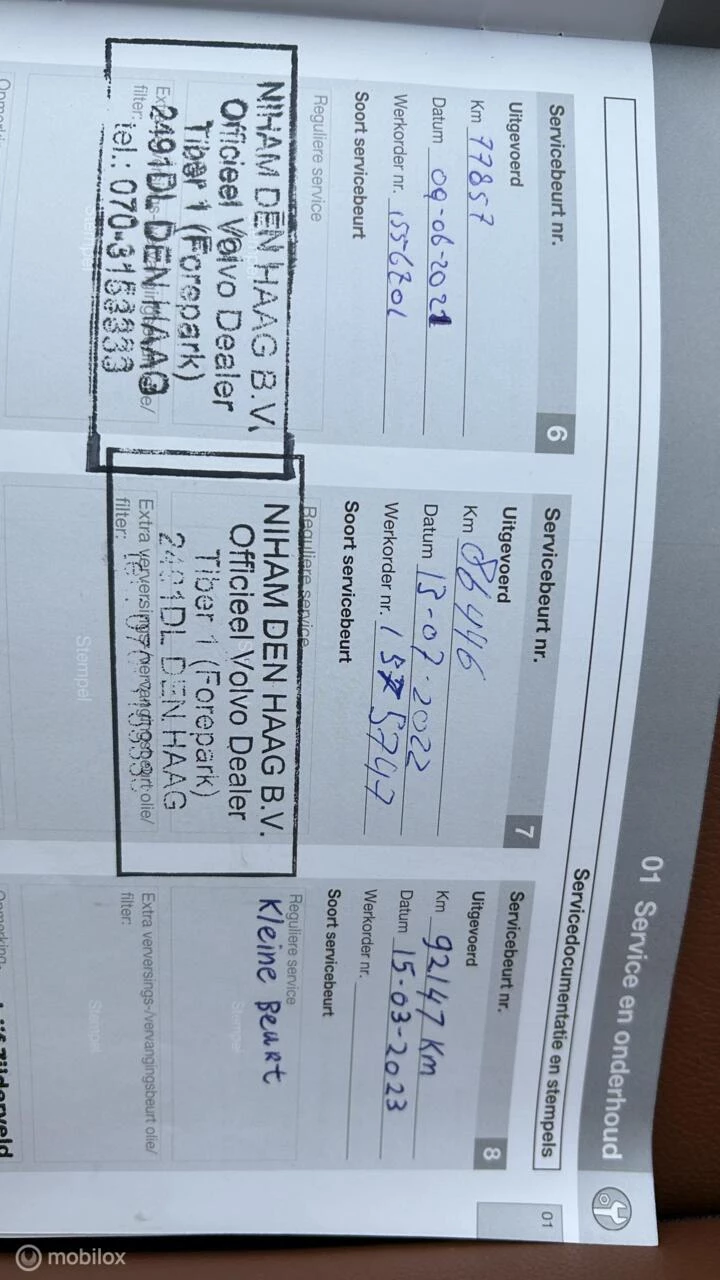 01 Service en onderhoud
Servicedocumentatie en stempels
01
Servicebeurt nr. 6
Uitgevoerd
Km 77857
Datum 09-06-2021
Werkorder nr. 1556201
Soort servicebeurt
Reguliere service
NIHAM DEN HAAG B.V.
Officieel Volvo Dealer
Tiber 1 (Forepark)
2491DL DEN HAAG
tel.: 070-3153333
filter:
Servicebeurt nr. 7
Uitgevoerd
Km 86446
Datum 13-07-2022
Werkorder nr. 1575747
Soort servicebeurt
Reguliere service
NIHAM DEN HAAG B.V.
Officieel Volvo Dealer
Tiber 1 (Forepark)
2491DL DEN HAAG
Extra verversings-/vervangingsbeurt olie/
filter:
Stempel
Servicebeurt nr. 8
Uitgevoerd
Km 92147 Km
Datum 15-03-2023
Werkorder nr.
Soort servicebeurt
Reguliere service
Kleine Beurt
Stempel
Extra verversings-/vervangingsbeurt olie/
filter:
Stempel
mobilox